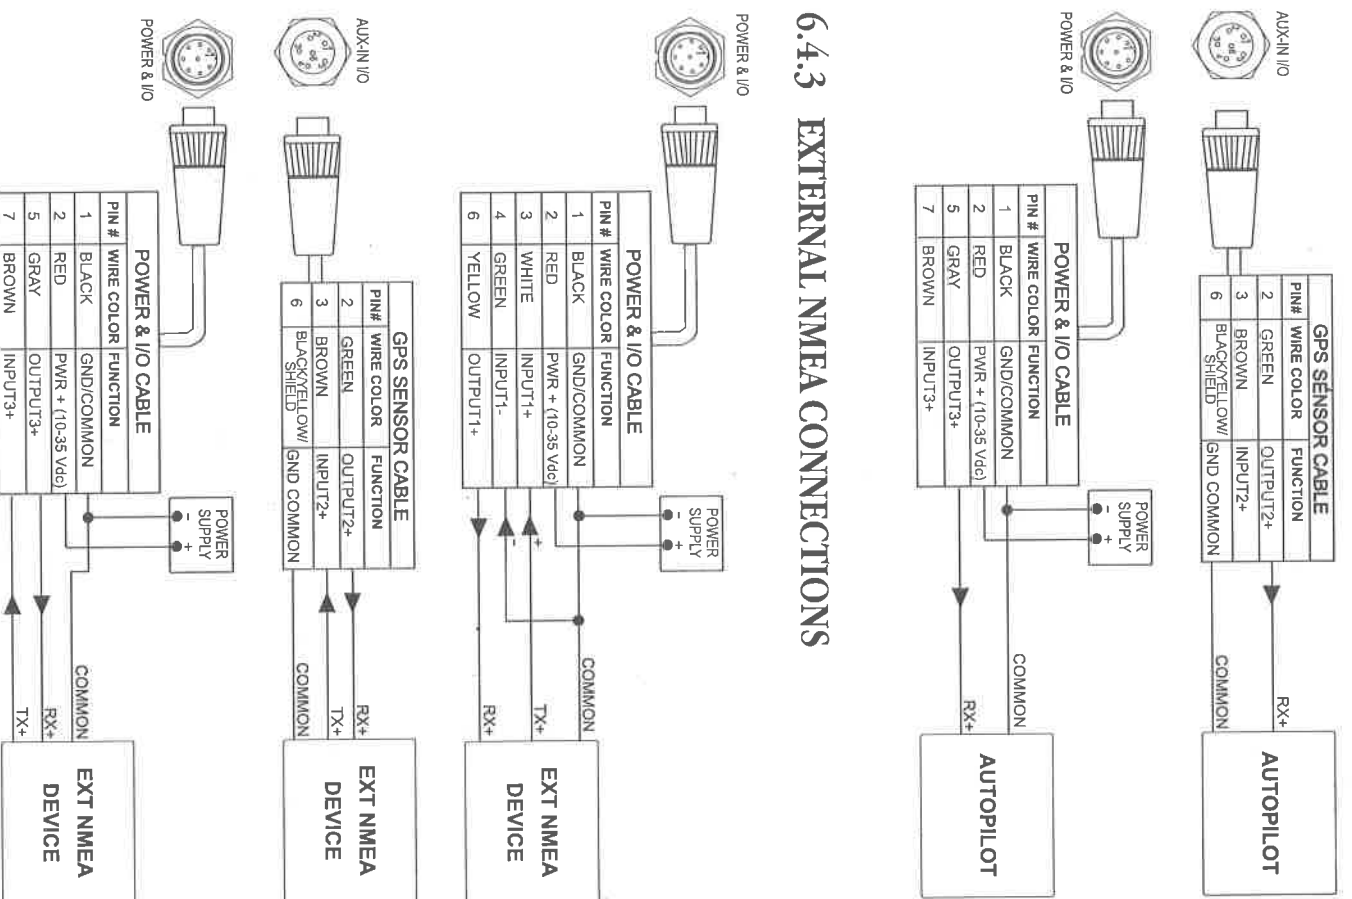 AUX-IN I/O
GPS SENSOR CABLE
PIN# WIRE COLOR FUNCTION
2 GREEN OUTPUT2+
3 BROWN INPUT2+
6 BLACK/YELLOW/ SHIELD GND COMMON
RX+
COMMON
AUTOPILOT
POWER & I/O
POWER & I/O CABLE
PIN # WIRE COLOR FUNCTION
1 BLACK GND/COMMON
2 RED PWR + (10-35 Vdc)
5 GRAY OUTPUT3+
7 BROWN INPUT3+
POWER
SUPPLY
- +
COMMON
RX+
AUTOPILOT
6.4.3 EXTERNAL NMEA CONNECTIONS
POWER & I/O
POWER & I/O CABLE
PIN # WIRE COLOR FUNCTION
1 BLACK GND/COMMON
2 RED PWR + (10-35 Vdc)
3 WHITE INPUT1+
4 GREEN INPUT1-
6 YELLOW OUTPUT1+
POWER
SUPPLY
- +
+
-
COMMON
TX+
RX+
EXT NMEA
DEVICE
AUX-IN I/O
GPS SENSOR CABLE
PIN# WIRE COLOR FUNCTION
2 GREEN OUTPUT2+
3 BROWN INPUT2+
6 BLACK/YELLOW/ SHIELD GND COMMON
RX+
TX+
COMMON
EXT NMEA
DEVICE
POWER & I/O
POWER & I/O CABLE
PIN # WIRE COLOR FUNCTION
1 BLACK GND/COMMON
2 RED PWR + (10-35 Vdc)
5 GRAY OUTPUT3+
7 BROWN INPUT3+
POWER
SUPPLY
- +
COMMON
RX+
TX+
EXT NMEA
DEVICE